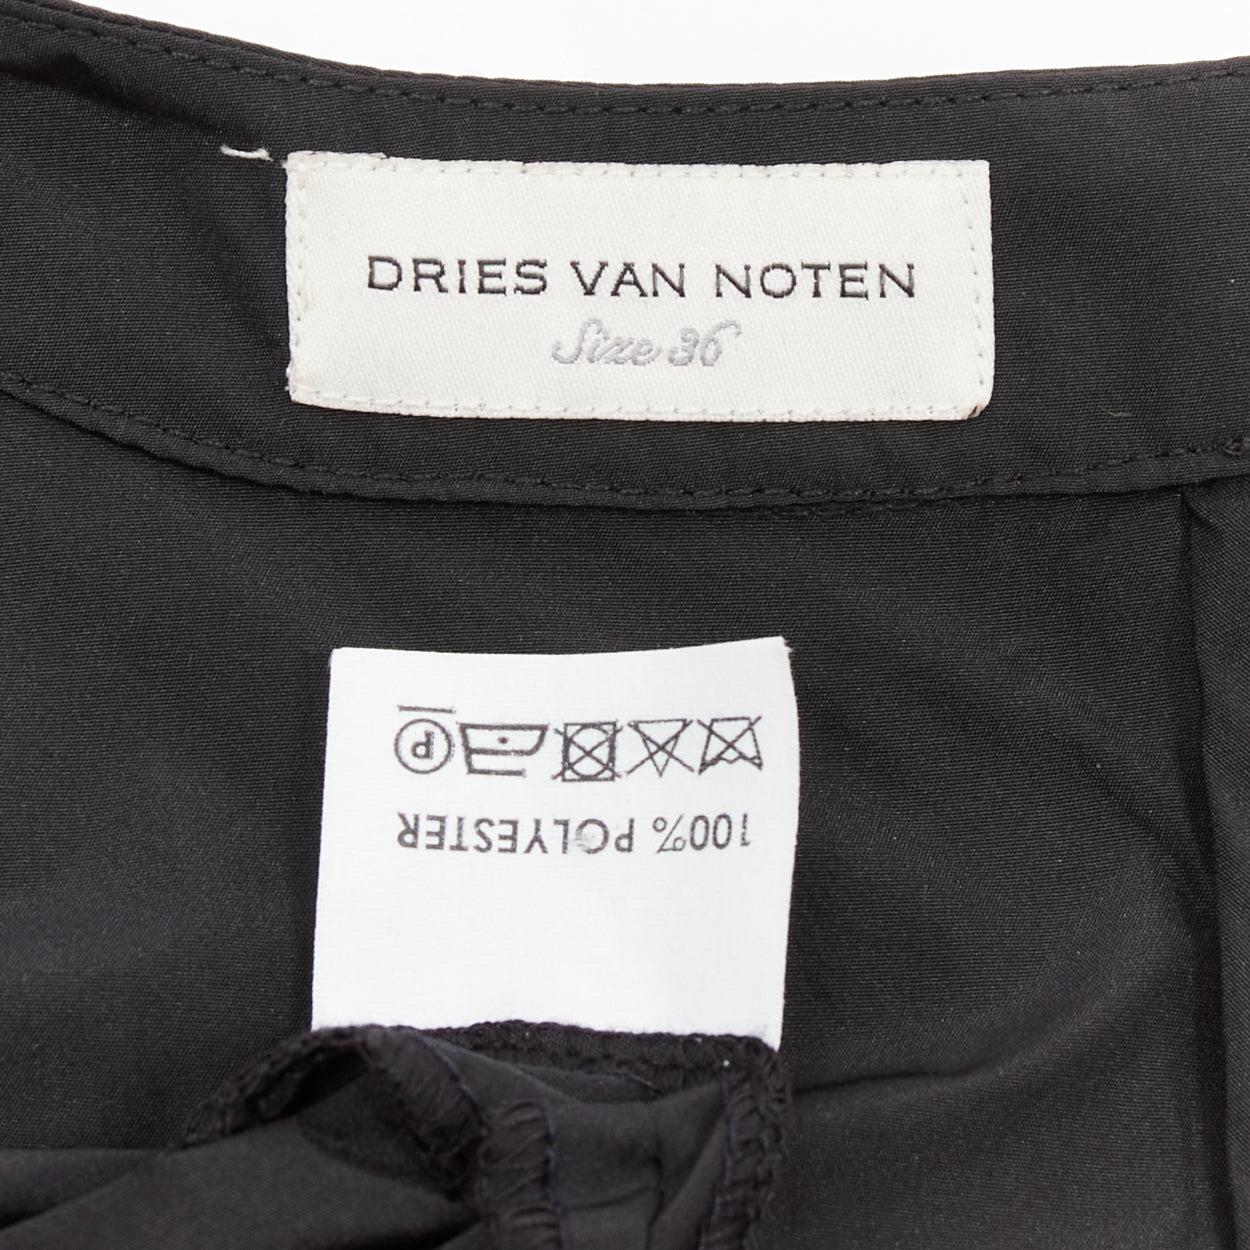 DRIES VAN NOTEN
Size 36
100% POLYESTER
P